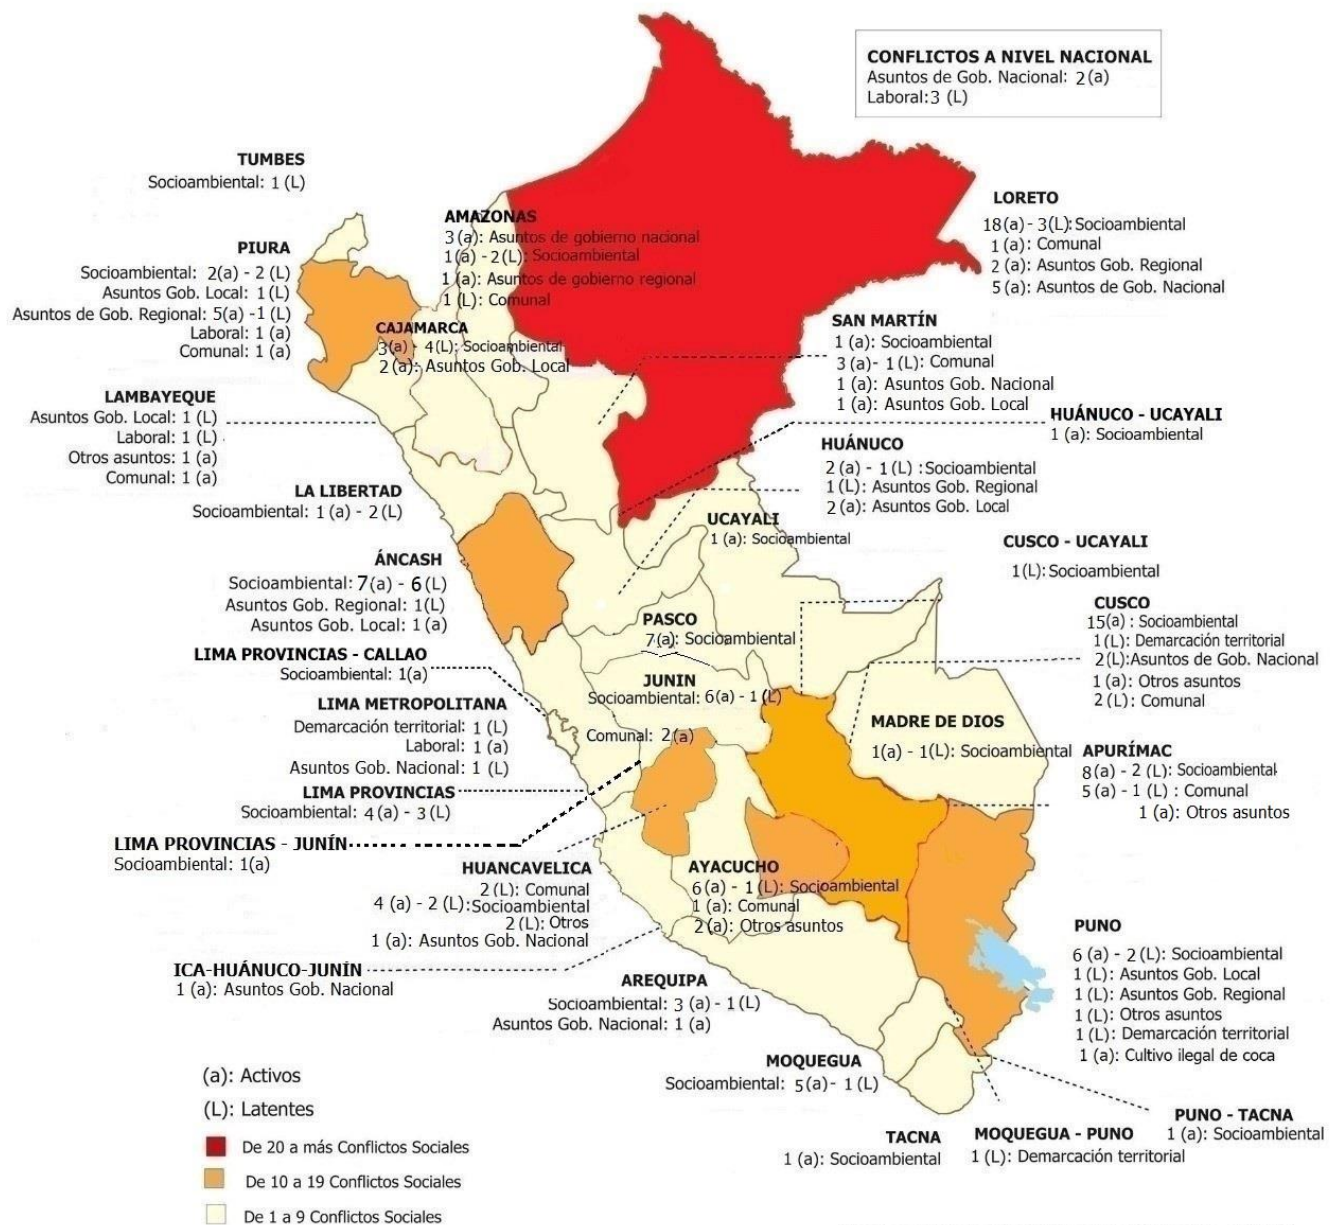 CONFLICTOS A NIVEL NACIONAL
Asuntos de Gob. Nacional: 2 (a)
Laboral:3 (L)
TUMBES
Socioambiental: 1 (L)
PIURA
Socioambiental: 2(a) - 2 (L)
Asuntos Gob. Local: 1 (L)
Asuntos de Gob. Regional: 5(a) -1 (L)
Laboral: 1 (a)
Comunal: 1 (a)
AMAZONAS
3 (a): Asuntos de gobierno nacional
1(a) - 2(L): Socioambiental
1 (a): Asuntos de gobierno regional
1 (L): Comunal
LORETO
18(a) - 3(L): Socioambiental
1 (a): Comunal
2 (a): Asuntos Gob. Regional
5(a): Asuntos de Gob. Nacional
CAJAMARCA
3(a) - 4(L): Socioambiental
2(a): Asuntos Gob. Local
SAN MARTÍN
1 (a): Socioambiental
3 (a)- 1(L): Comunal
1 (a): Asuntos Gob. Nacional
1 (a): Asuntos Gob. Local
LAMBAYEQUE
Asuntos Gob. Local: 1 (L)
Laboral: 1 (L)
Otros asuntos: 1 (a)
Comunal: 1 (a)
HUÁNUCO - UCAYALI
1 (a): Socioambiental
HUÁNUCO
2 (a) - 1(L) : Socioambiental
1(L): Asuntos Gob. Regional
2(a): Asuntos Gob. Local
LA LIBERTAD
Socioambiental: 1 (a) - 2(L)
UCAYALI
1 (a): Socioambiental
CUSCO - UCAYALI
1(L): Socioambiental
ÁNCASH
Socioambiental: 7(a) - 6(L)
Asuntos Gob. Regional: 1(L)
Asuntos Gob. Local: 1 (a)
CUSCO
15(a) : Socioambiental
1(L): Demarcación territorial
2(L):Asuntos de Gob. Nacional
1 (a): Otros asuntos
2 (L): Comunal
PASCO
7(a): Socioambiental
LIMA PROVINCIAS - CALLAO
Socioambiental: 1(a)
JUNIN
Socioambiental: 6(a) - 1(L)
Comunal: 2(a)
LIMA METROPOLITANA
Demarcación territorial: 1 (L)
Laboral: 1 (a)
Asuntos Gob. Nacional: 1 (L)
MADRE DE DIOS
1(a) - 1(L): Socioambiental
APURÍMAC
8(a) - 2 (L): Socioambiental
5(a) - 1 (L) : Comunal
1 (a): Otros asuntos
LIMA PROVINCIAS
Socioambiental: 4 (a) - 3(L)
LIMA PROVINCIAS - JUNÍN
Socioambiental: 1(a)
HUANCAVELICA
2(L): Comunal
4 (a) - 2(L):Socioambiental
2(L): Otros
1 (a): Asuntos Gob. Nacional
AYACUCHO
6(a) - 1(L): Socioambiental
1(a): Comunal
2(a): Otros asuntos
PUNO
6 (a) - 2(L): Socioambiental
1(L): Asuntos Gob. Local
1(L): Asuntos Gob. Regional
1(L): Otros asuntos
1(L): Demarcación territorial
1 (a): Cultivo ilegal de coca
ICA-HUÁNUCO-JUNÍN
1 (a): Asuntos Gob. Nacional
AREQUIPA
Socioambiental: 3 (a) - 1(L)
Asuntos Gob. Nacional: 1 (a)
MOQUEGUA
Socioambiental: 5(a)- 1 (L)
TACNA
1 (a): Socioambiental
MOQUEGUA - PUNO
1 (L): Demarcación territorial
PUNO - TACNA
1 (a): Socioambiental
(a): Activos
(L): Latentes
De 20 a más Conflictos Sociales
De 10 a 19 Conflictos Sociales
De 1 a 9 Conflictos Sociales